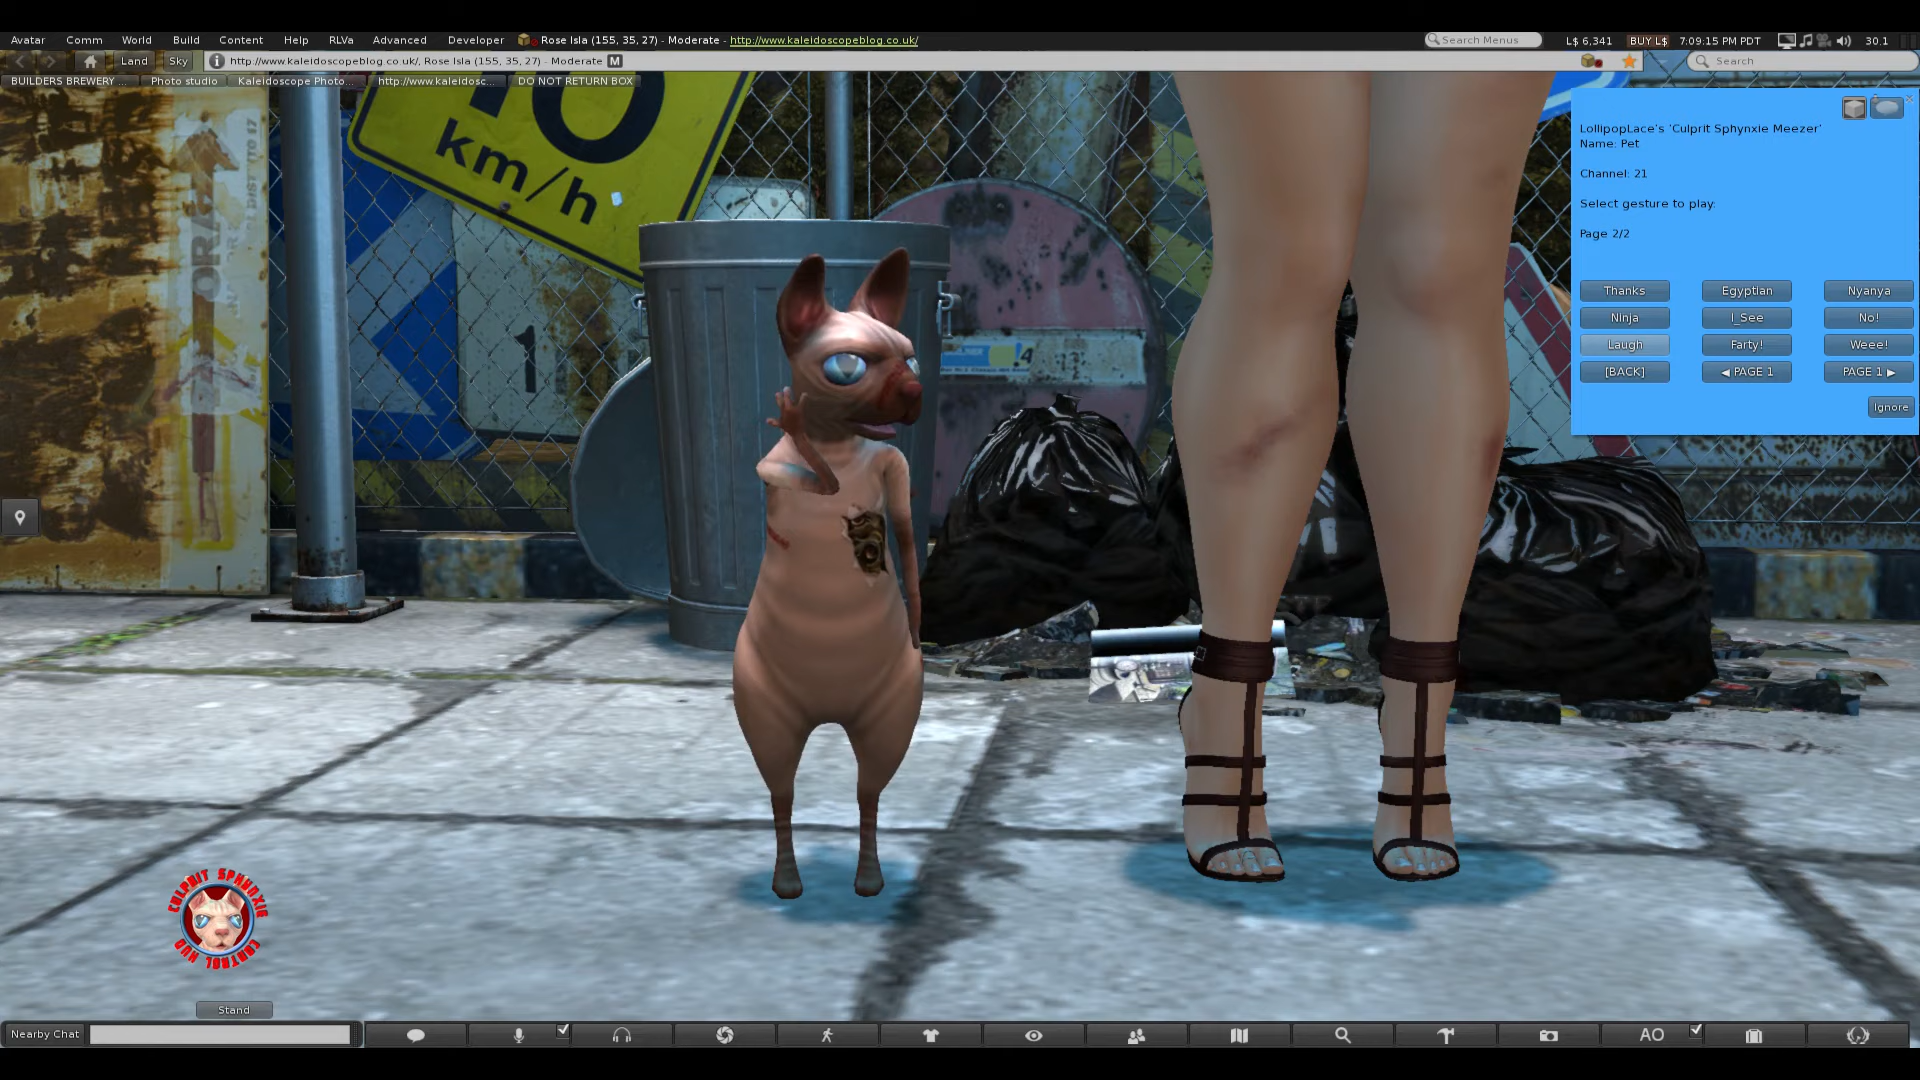 Avatar Comm World Build Content Help RLVa Advanced Developer Rose Isla (155, 35, 27) - Moderate - http://www.kaleidoscopeblog.co.uk/ Search Menus L$ 6,341 BUY L$ 7:09:15 PM PDT 30.1
Land Sky http://www.kaleidoscopeblog.co.uk/, Rose Isla (155, 35, 27) - Moderate M Search
BUILDERS BREWERY ... Photo studio Kaleidoscope Photo... http://www.kaleidosc... DO NOT RETURN BOX
km/h
1
LollipopLace's 'Culprit Sphynxie Meezer'
Name: Pet
Channel: 21
Select gesture to play:
Page 2/2
Thanks Egyptian Nyanya
Ninja I_See No!
Laugh Farty! Weee!
[BACK] ◀ PAGE 1 PAGE 1 ▶
Ignore
CULPRIT SPHYNXIE
CONTROL HUD
Stand
Nearby Chat
AO